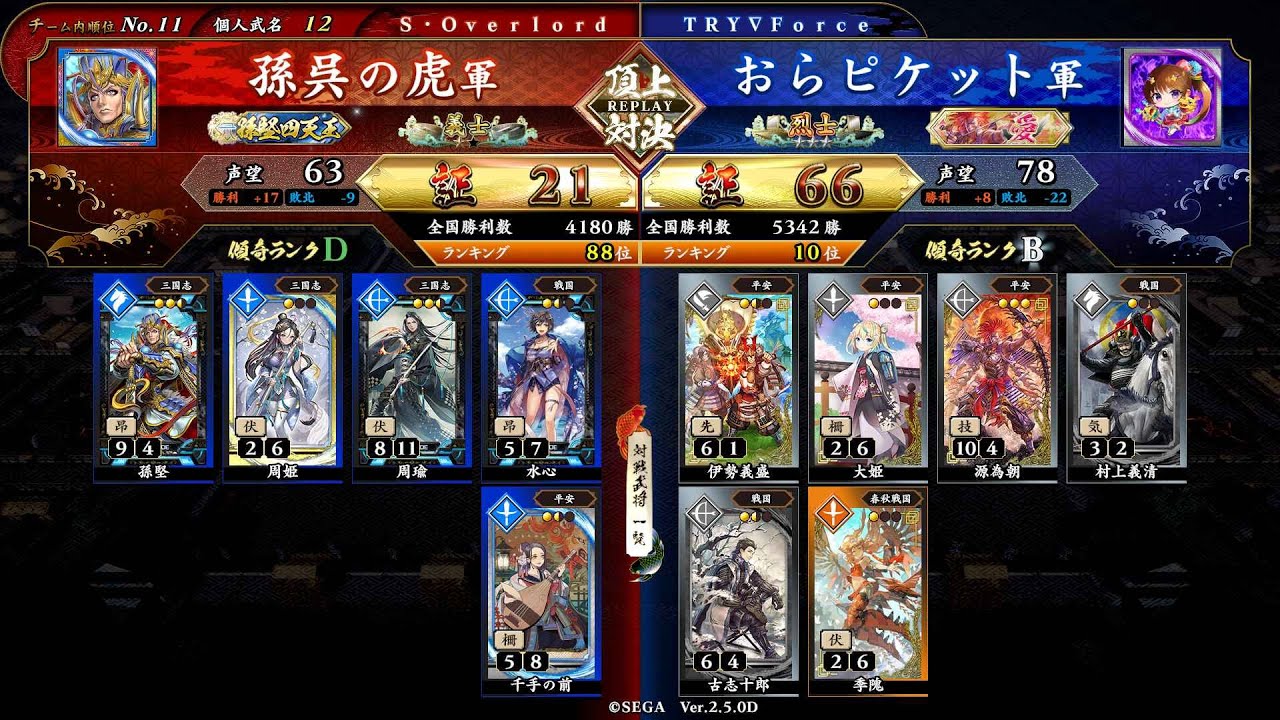 チーム内順位 No.11 個人武名 12 S・Overlord
TRY∇Force
孫呉の虎軍
頂上
REPLAY
対決
おらピケット軍
孫堅四天王
義士
烈士
愛
声望 63
勝利 +17 敗北 -9
証 21
証 66
声望 78
勝利 +8 敗北 -22
全国勝利数 4180勝
全国勝利数 5342勝
ランキング 88位
ランキング 10位
傾奇ランク D
傾奇ランク B
三国志
昂
9 4
孫堅
三国志
伏
2 6
周姫
三国志
伏
8 11
周瑜
戦国
昂
5 7
水心
平安
先
6 1
伊勢義盛
平安
柵
2 6
大姫
平安
技
10 4
源為朝
戦国
気
3 2
村上義清
対戦武将一覧
平安
柵
5 8
千手の前
戦国
6 4
古志十郎
春秋戦国
伏
2 6
季隗
©SEGA Ver.2.5.0D